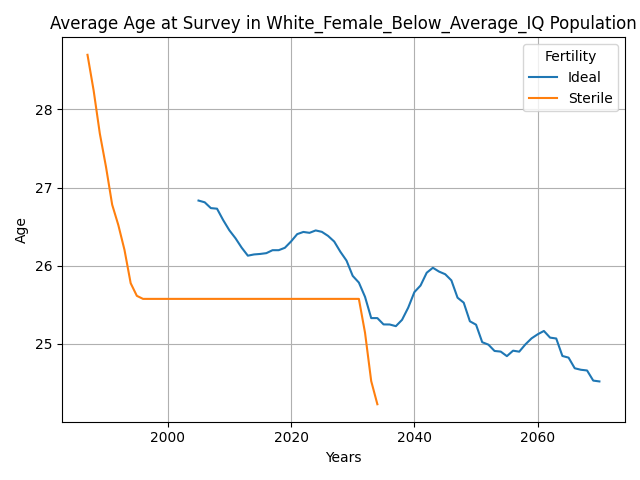 Average Age at Survey in White_Female_Below_Average_IQ Population
Fertility
Ideal
Sterile
Age
28
27
26
25
2000
2020
2040
2060
Years